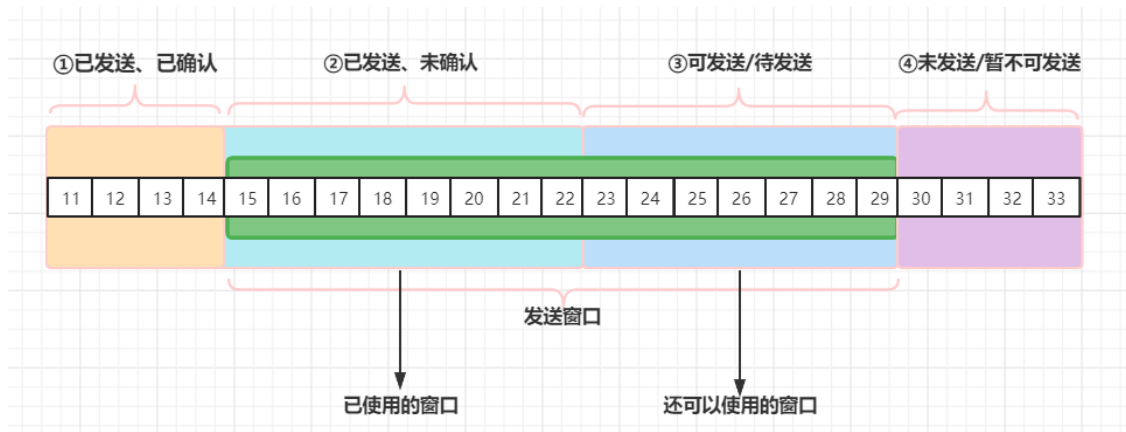 ①已发送、已确认 ②已发送、未确认 ③可发送/待发送 ④未发送/暂不可发送
11 12 13 14 15 16 17 18 19 20 21 22 23 24 25 26 27 28 29 30 31 32 33
发送窗口
已使用的窗口 还可以使用的窗口